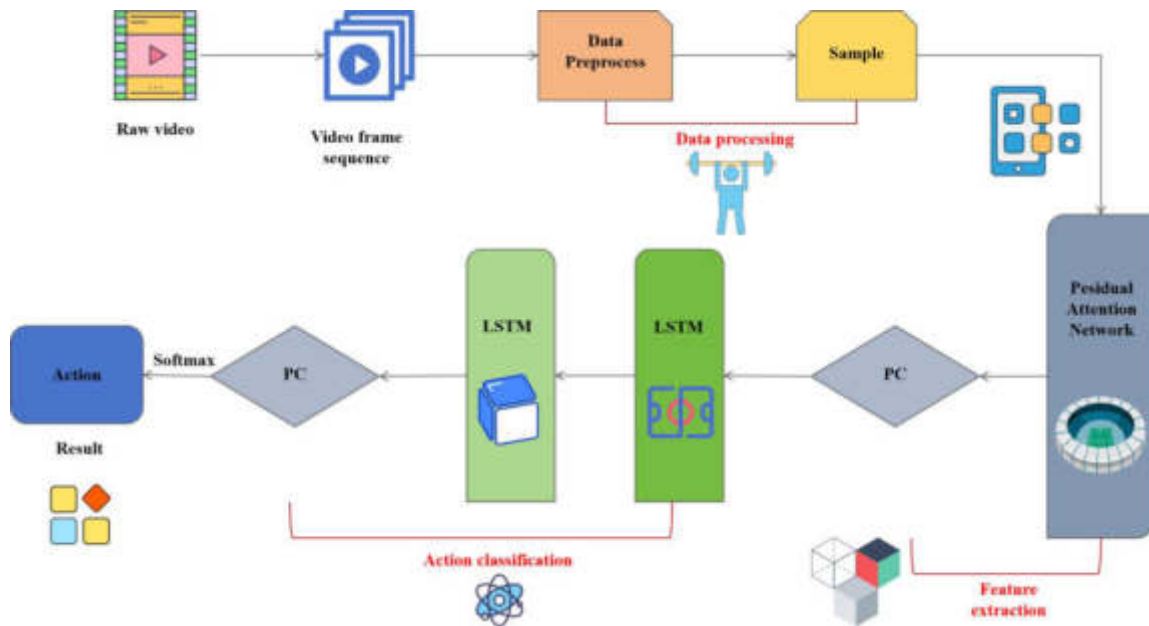 Raw video
Video frame
sequence
Data
Preprocess
Sample
Data processing
Pesidual
Attention
Network
PC
LSTM
LSTM
PC
Softmax
Action
Result
Action classification
Feature
extraction